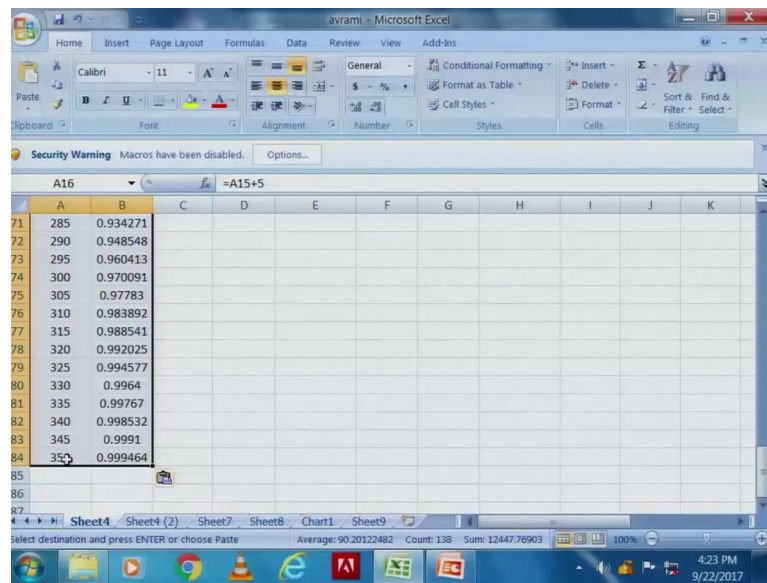 avrami - Microsoft Excel
Home Insert Page Layout Formulas Data Review View Add-Ins
Calibri 11 A A General Conditional Formatting Insert Σ
Paste B I U A $ % , Format as Table Delete Sort & Filter Find & Select
Cell Styles Format
Clipboard Font Alignment Number Styles Cells Editing
Security Warning Macros have been disabled. Options...
A16 fx =A15+5
A B C D E F G H I J K
71 285 0.934271
72 290 0.948548
73 295 0.960413
74 300 0.970091
75 305 0.97783
76 310 0.983892
77 315 0.988541
78 320 0.992025
79 325 0.994577
80 330 0.9964
81 335 0.99767
82 340 0.998532
83 345 0.9991
84 0.999464
85
86
87
Sheet4 Sheet4 (2) Sheet7 Sheet8 Chart1 Sheet9
Select destination and press ENTER or choose Paste Average: 90.20122482 Count: 138 Sum: 12447.76903 100%
4:23 PM
9/22/2017